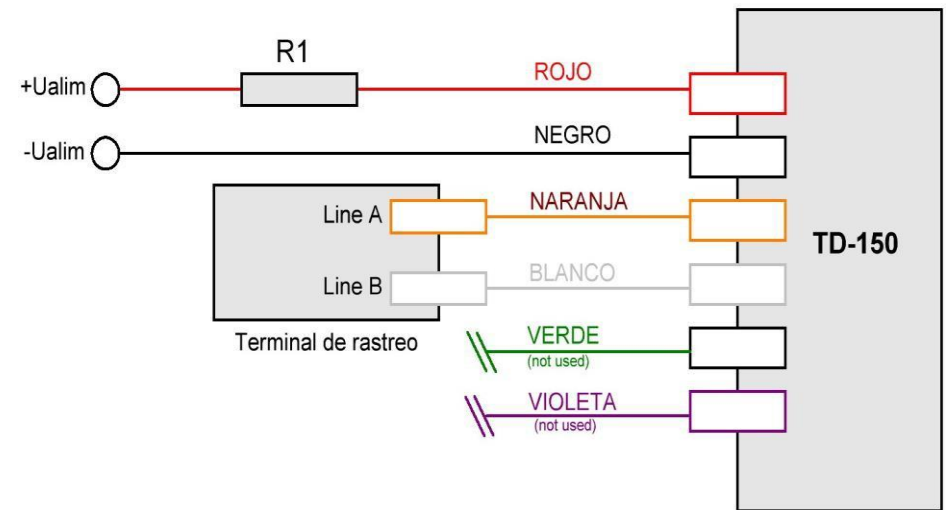 R1
+Ualim
ROJO
-Ualim
NEGRO
Line A
NARANJA
TD-150
Line B
BLANCO
Terminal de rastreo
VERDE
(not used)
VIOLETA
(not used)